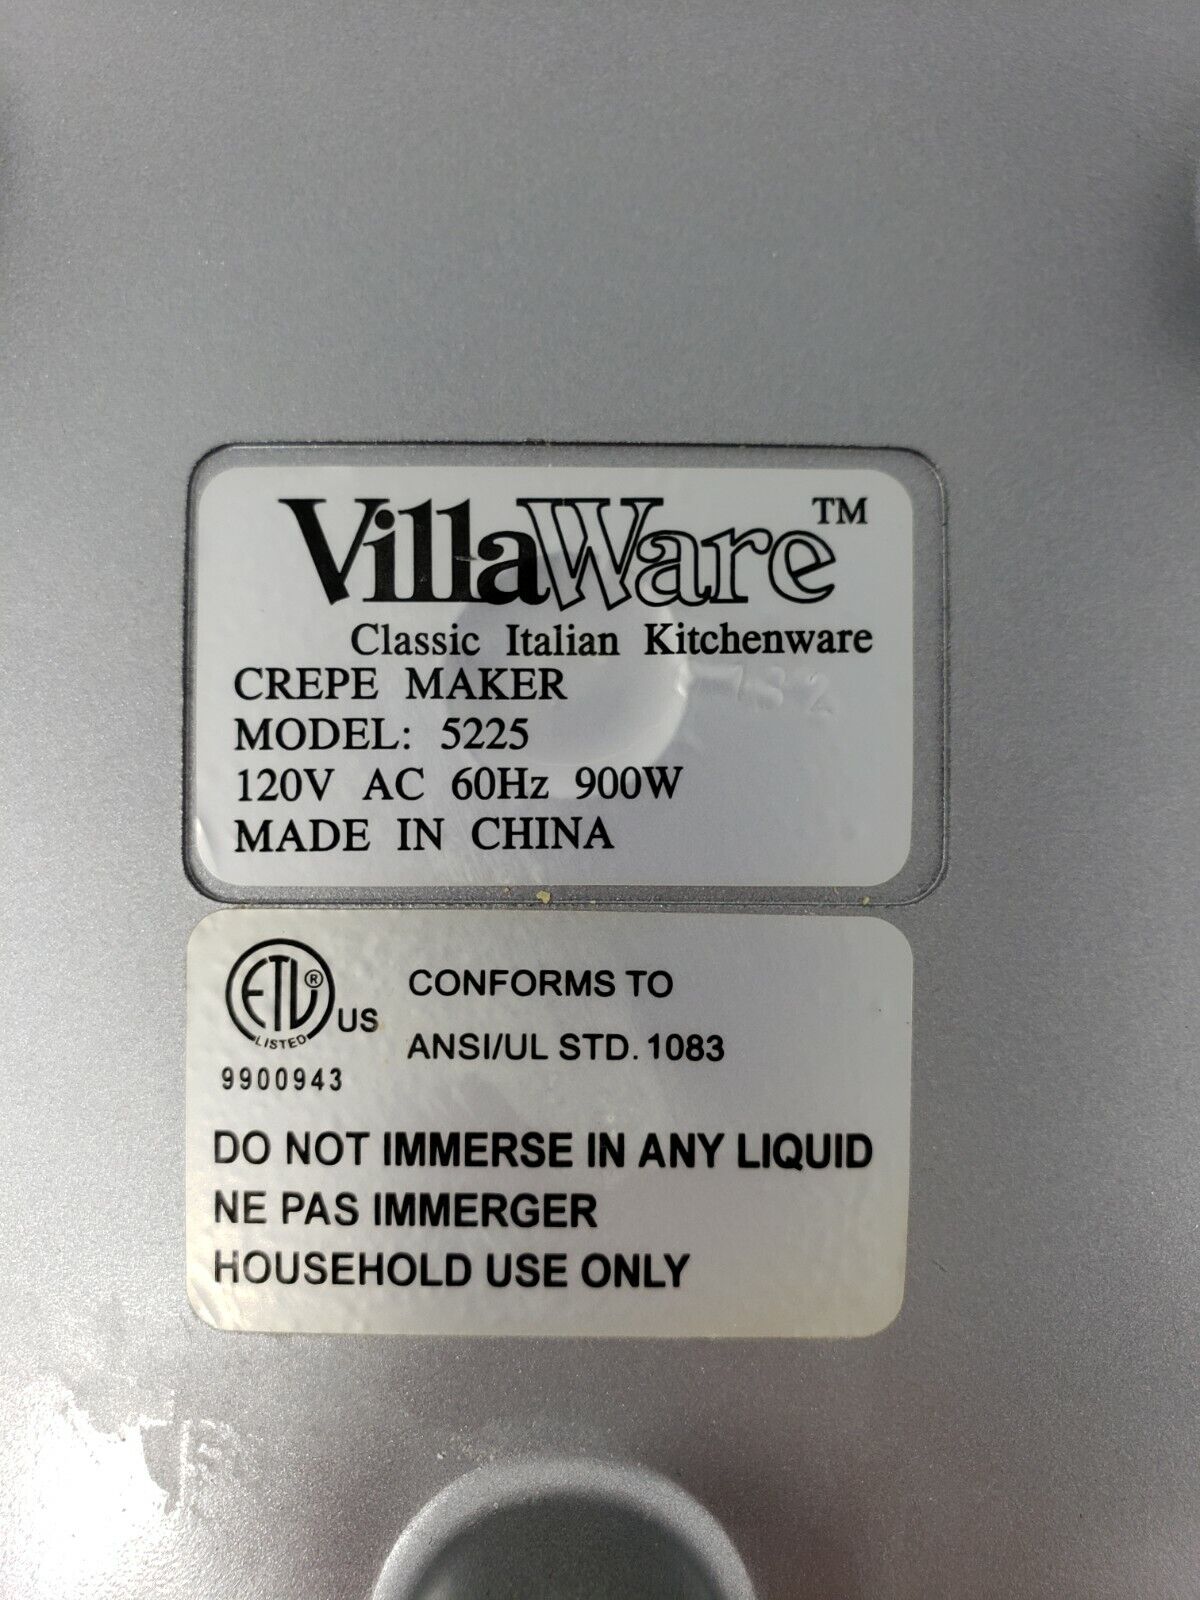 VillaWare™
Classic Italian Kitchenware
CREPE MAKER
MODEL: 5225
120V AC 60Hz 900W
MADE IN CHINA
ETL® US
LISTED
9900943
CONFORMS TO
ANSI/UL STD. 1083
DO NOT IMMERSE IN ANY LIQUID
NE PAS IMMERGER
HOUSEHOLD USE ONLY